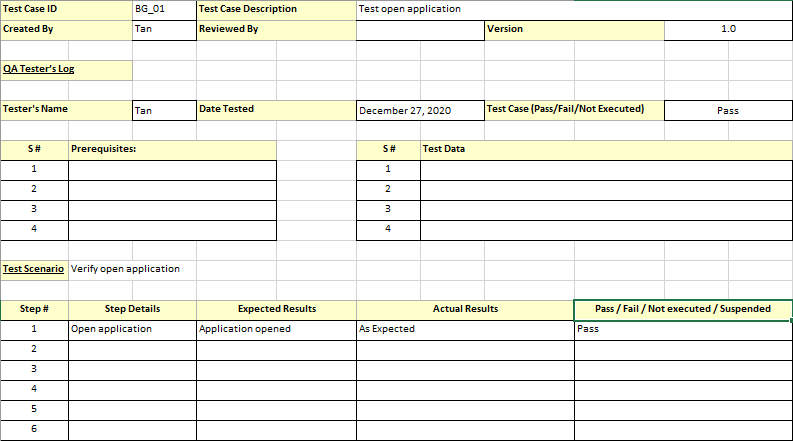 Test Case ID BG_01 Test Case Description Test open application
Created By Tan Reviewed By Version 1.0
QA Tester's Log
Tester's Name Tan Date Tested December 27, 2020 Test Case (Pass/Fail/Not Executed) Pass
S # Prerequisites: S # Test Data
1 1
2 2
3 3
4 4
Test Scenario Verify open application
Step # Step Details Expected Results Actual Results Pass / Fail / Not executed / Suspended
1 Open application Application opened As Expected Pass
2
3
4
5
6